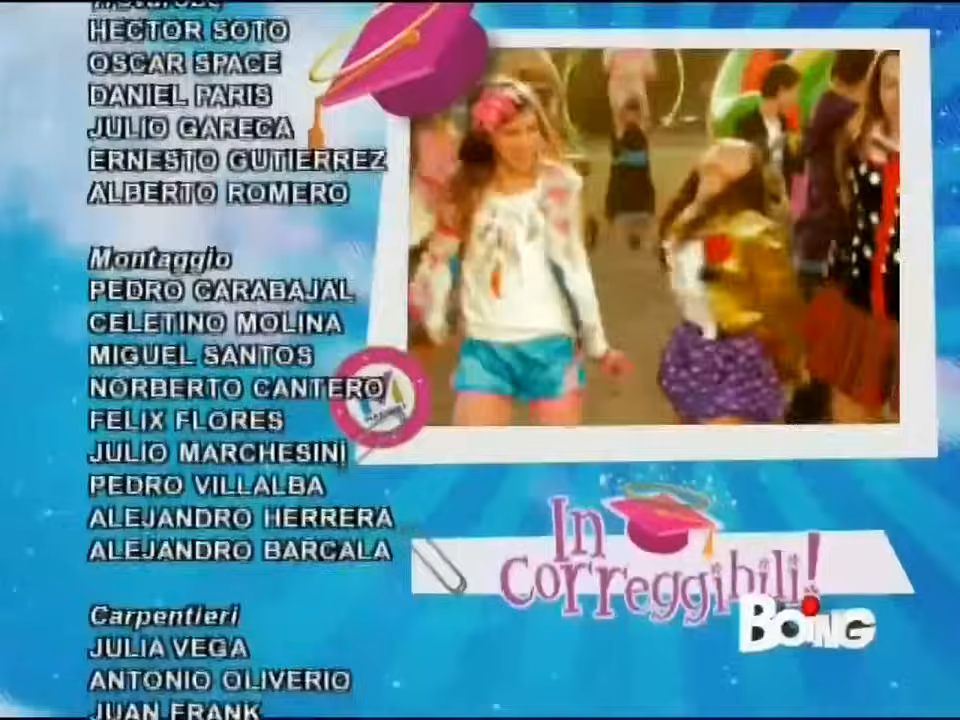 HECTOR SOTO
OSCAR SPACE
DANIEL PARIS
JULIO GARECA
ERNESTO GUTIERREZ
ALBERTO ROMERO
Montaggio
PEDRO CARABAJAL
CELETINO MOLINA
MIGUEL SANTOS
NORBERTO CANTERO
FELIX FLORES
JULIO MARCHESINI
PEDRO VILLALBA
ALEJANDRO HERRERA
ALEJANDRO BARCALA
Carpentieri
JULIA VEGA
ANTONIO OLIVERIO
JUAN FRANK
In
correggibili!
BOING